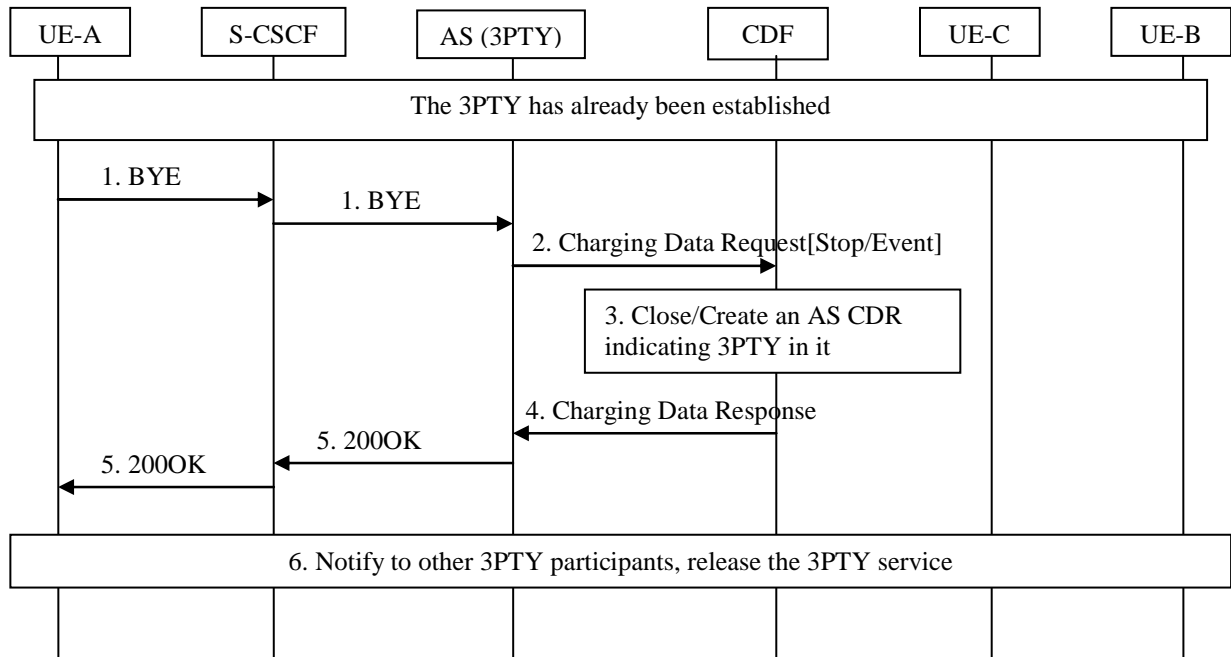 UE-A
S-CSCF
AS (3PTY)
CDF
UE-C
UE-B
The 3PTY has already been established
1. BYE
1. BYE
2. Charging Data Request[Stop/Event]
3. Close/Create an AS CDR
indicating 3PTY in it
4. Charging Data Response
5. 200OK
5. 200OK
6. Notify to other 3PTY participants, release the 3PTY service